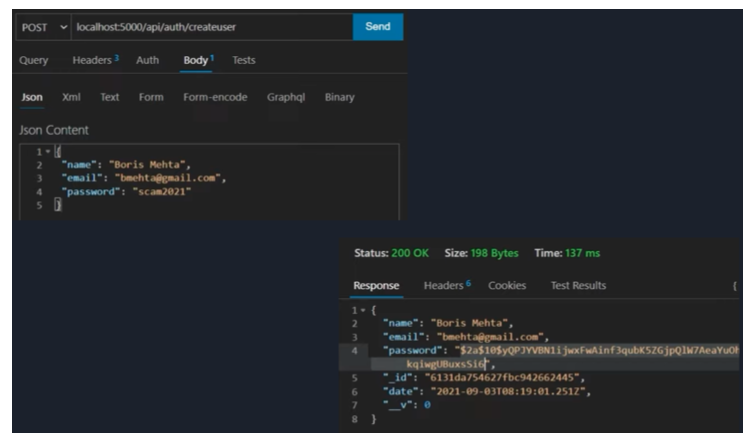 POST localhost:5000/api/auth/createuser Send
Query Headers 3 Auth Body 1 Tests
Json Xml Text Form Form-encode Graphql Binary
Json Content
1 {
2 "name": "Boris Mehta",
3 "email": "bmehta@gmail.com",
4 "password": "scam2021"
5 }
Status: 200 OK Size: 198 Bytes Time: 137 ms
Response Headers 6 Cookies Test Results {
1 {
2 "name": "Boris Mehta",
3 "email": "bmehta@gmail.com",
4 "password": "$2a$10$yQPJYVBN1ijwxFwAinf3qubK5ZGjpQlW7AeaYuOh
kqiwgUBuxsSi6",
5 "_id": "6131da754627fbc942662445",
6 "date": "2021-09-03T08:19:01.251Z",
7 "__v": 0
8 }